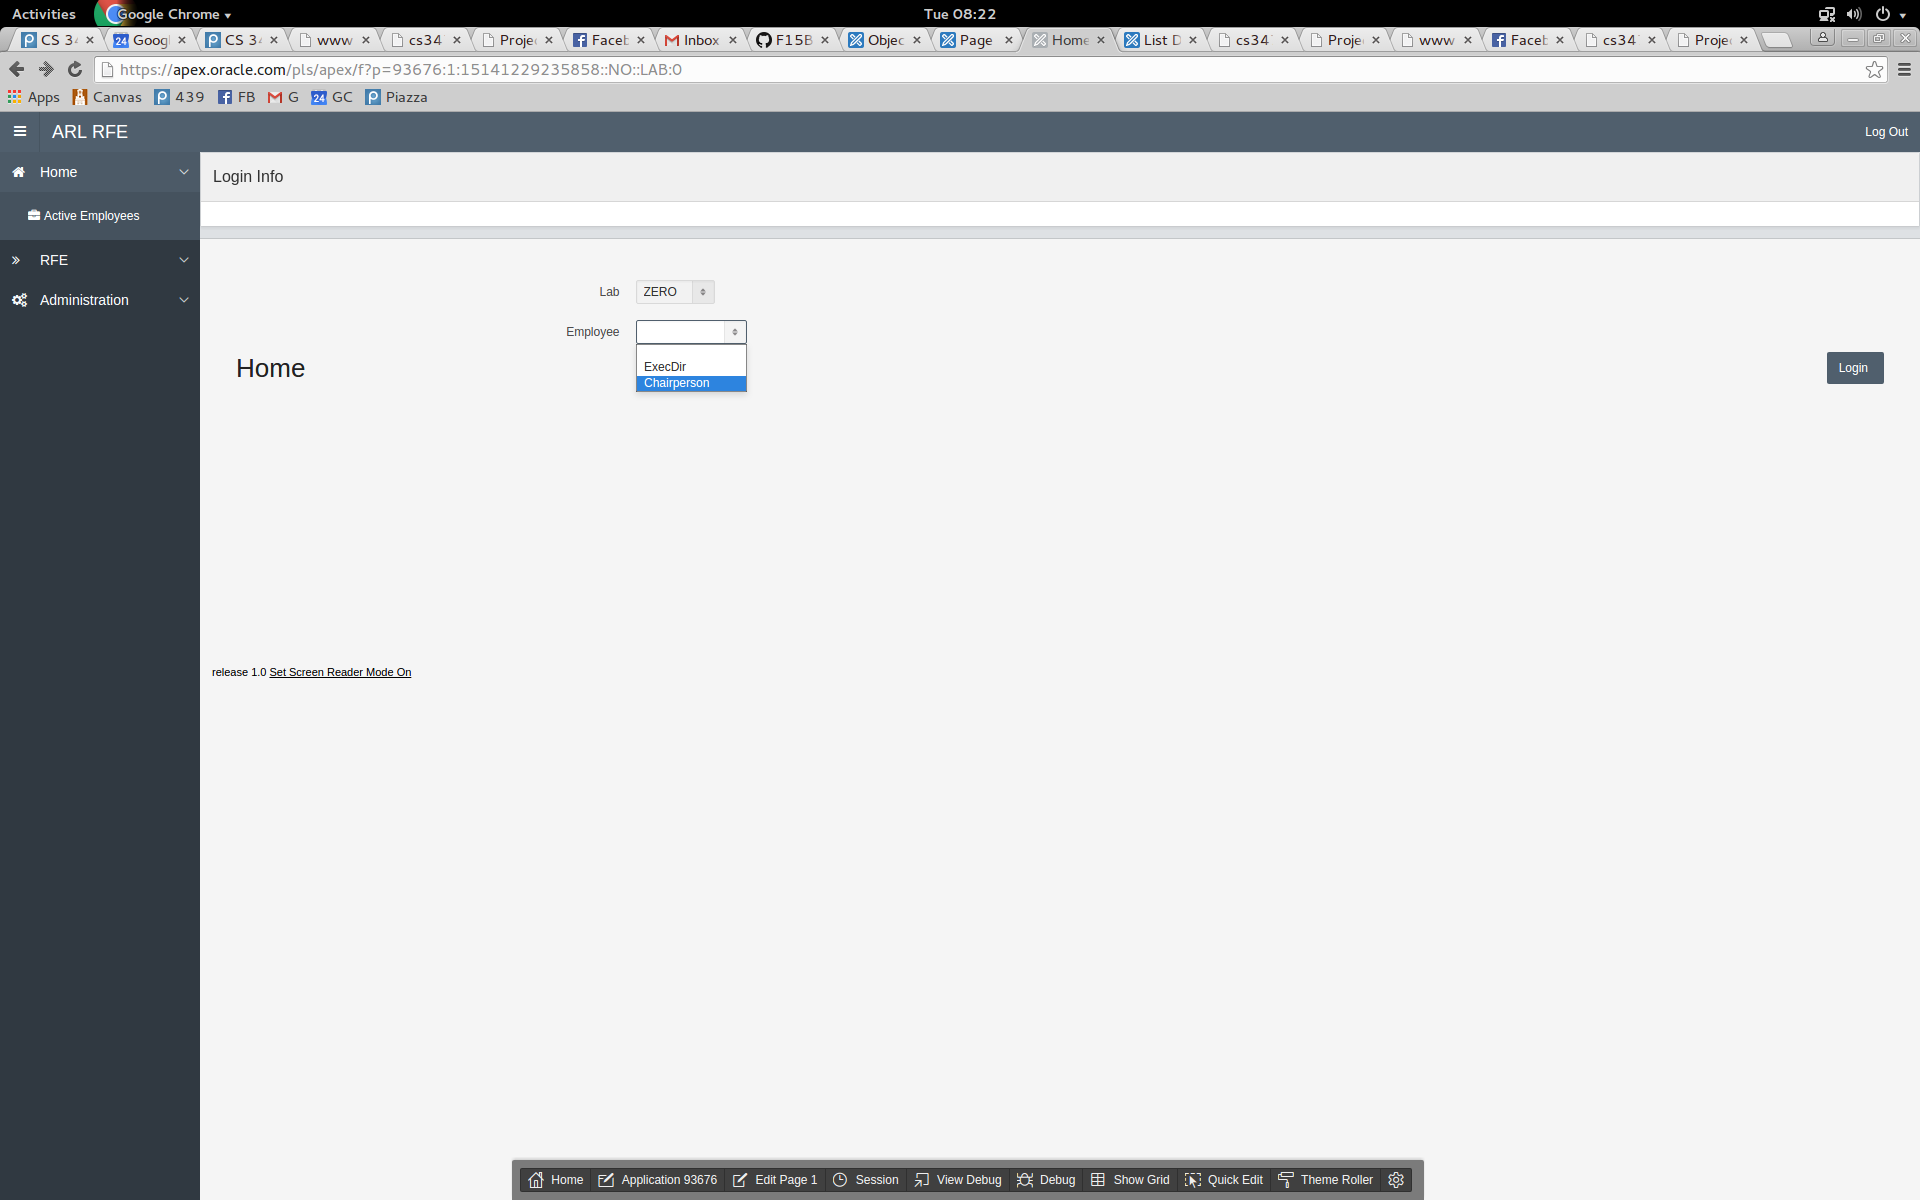 Activities
Google Chrome
Tue 08:22
CS 3
Goog
CS 3
www
cs34
Proje
Faceb
Inbox
F15B
Objec
Page
Home
List D
cs34
Proje
www
Faceb
cs34
Proje
https://apex.oracle.com/pls/apex/f?p=93676:1:15141229235858::NO::LAB:0
Apps
Canvas
439
FB
G
24
GC
Piazza
ARL RFE
Log Out
Home
Login Info
Active Employees
RFE
Administration
Lab
ZERO
Employee
ExecDir
Chairperson
Home
Login
release 1.0 Set Screen Reader Mode On
Home
Application 93676
Edit Page 1
Session
View Debug
Debug
Show Grid
Quick Edit
Theme Roller